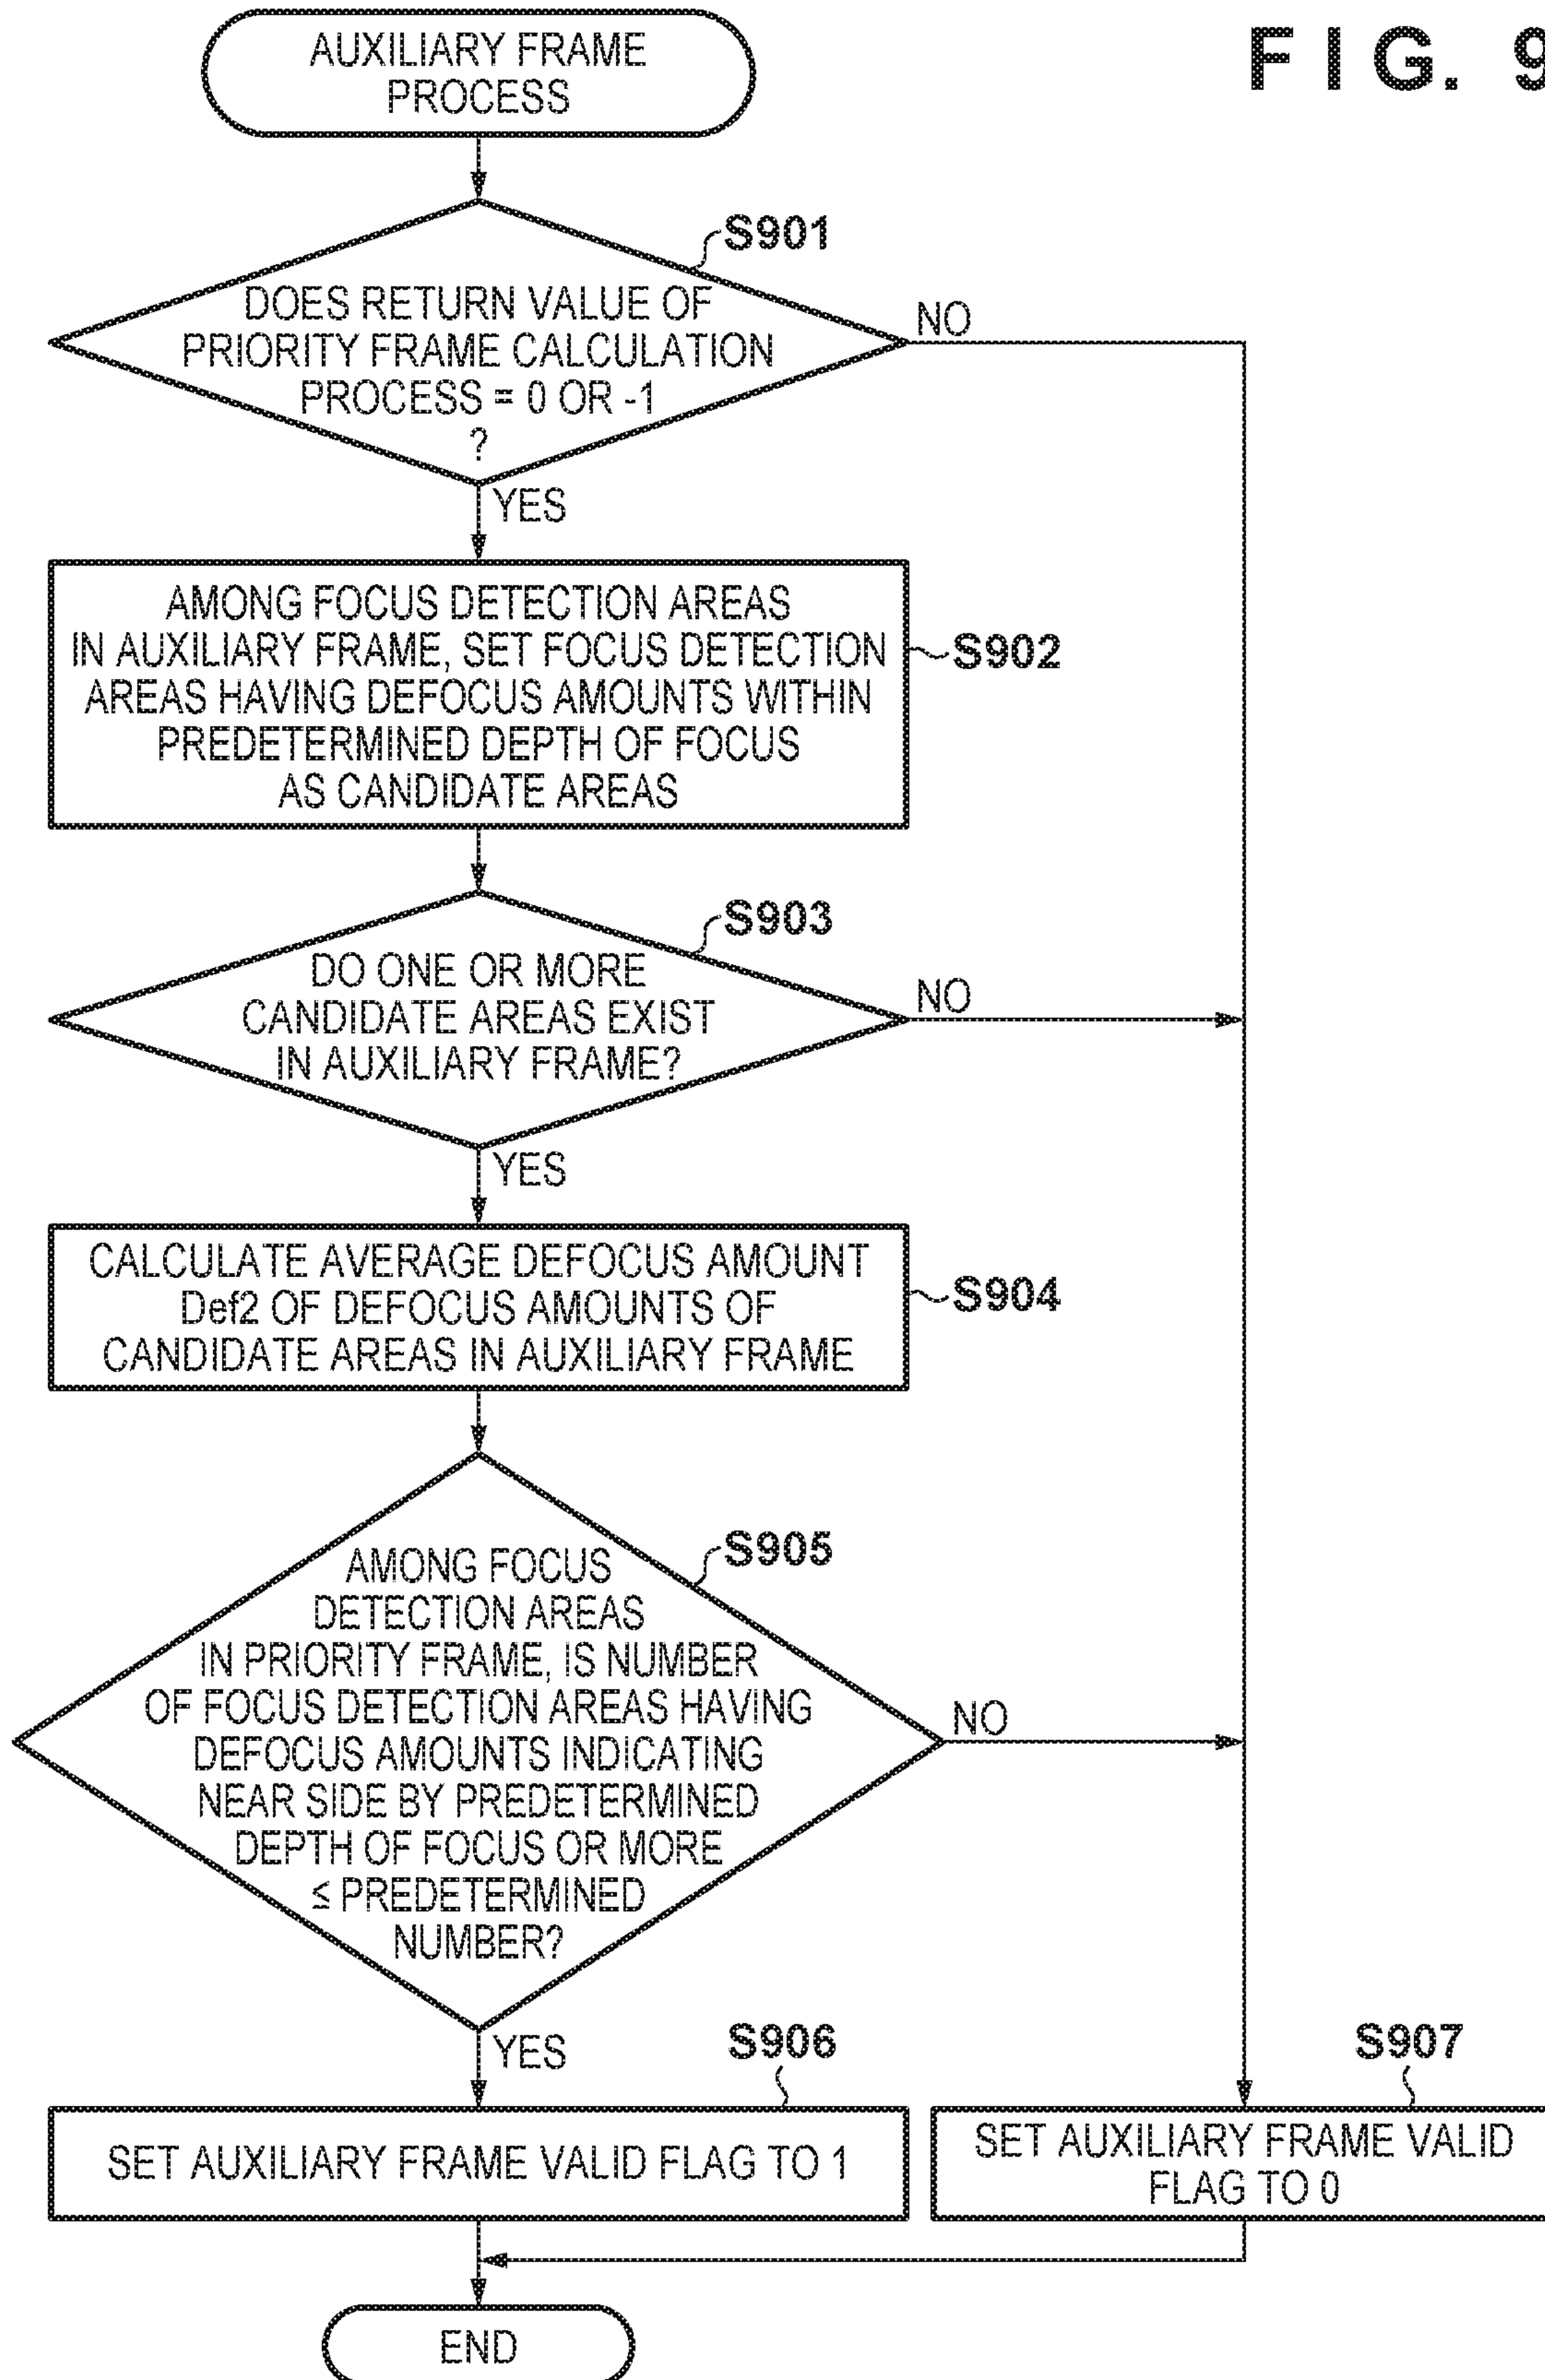 FIG. 9
AUXILIARY FRAME
PROCESS
S901
DOES RETURN VALUE OF
PRIORITY FRAME CALCULATION
PROCESS = 0 OR -1
?
NO
YES
AMONG FOCUS DETECTION AREAS
IN AUXILIARY FRAME, SET FOCUS DETECTION
AREAS HAVING DEFOCUS AMOUNTS WITHIN
PREDETERMINED DEPTH OF FOCUS
AS CANDIDATE AREAS
S902
S903
DO ONE OR MORE
CANDIDATE AREAS EXIST
IN AUXILIARY FRAME?
NO
YES
CALCULATE AVERAGE DEFOCUS AMOUNT
Def2 OF DEFOCUS AMOUNTS OF
CANDIDATE AREAS IN AUXILIARY FRAME
S904
S905
AMONG FOCUS
DETECTION AREAS
IN PRIORITY FRAME, IS NUMBER
OF FOCUS DETECTION AREAS HAVING
DEFOCUS AMOUNTS INDICATING
NEAR SIDE BY PREDETERMINED
DEPTH OF FOCUS OR MORE
≤ PREDETERMINED
NUMBER?
NO
YES
S906
SET AUXILIARY FRAME VALID FLAG TO 1
S907
SET AUXILIARY FRAME VALID
FLAG TO 0
END